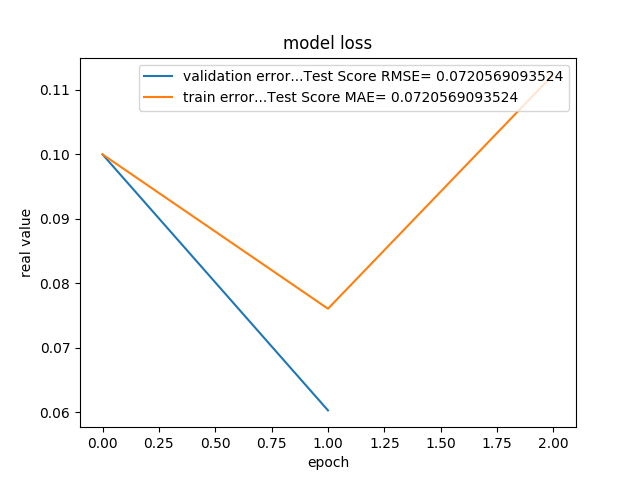 model loss
validation error...Test Score RMSE= 0.0720569093524
train error...Test Score MAE= 0.0720569093524
0.11
0.10
0.09
0.08
0.07
0.06
real value
0.00 0.25 0.50 0.75 1.00 1.25 1.50 1.75 2.00
epoch